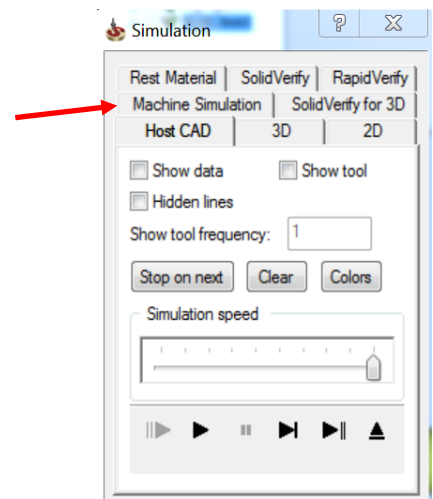 Simulation
Rest Material SolidVerify RapidVerify
Machine Simulation SolidVerify for 3D
Host CAD 3D 2D
Show data Show tool
Hidden lines
Show tool frequency: 1
Stop on next Clear Colors
Simulation speed